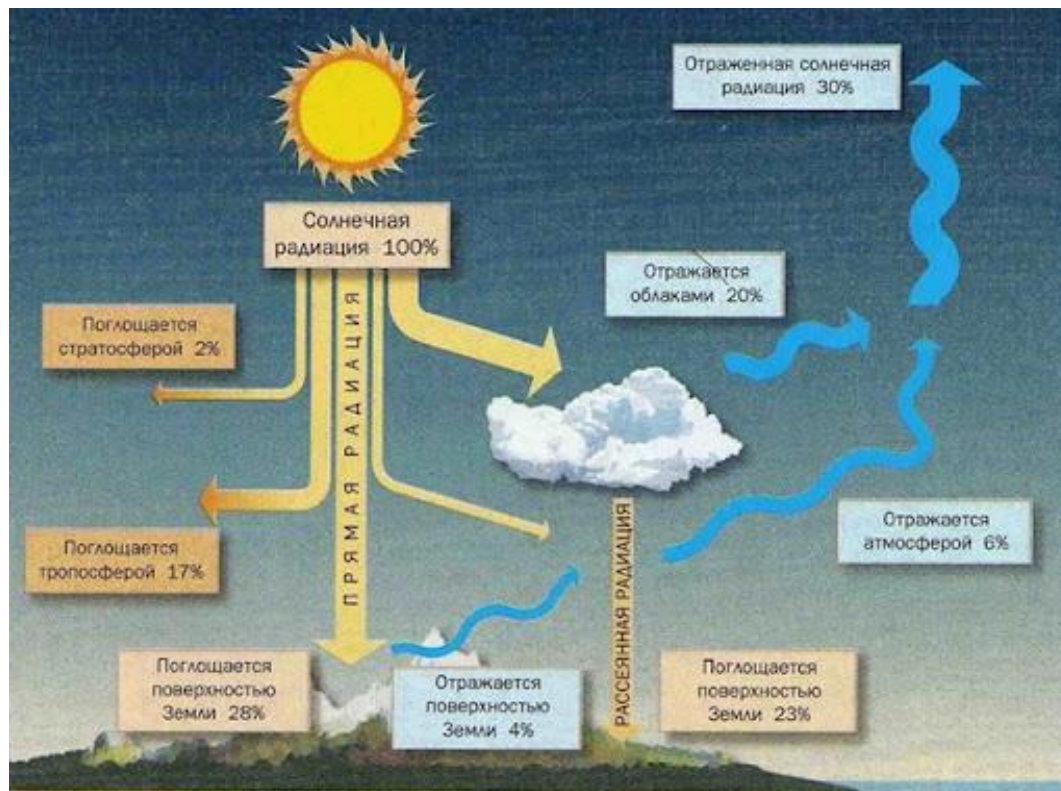 Отраженная солнечная
радиация 30%
Солнечная
радиация 100%
Отражается
облаками 20%
Поглощается
стратосферой 2%
ПРЯМАЯ РАДИАЦИЯ
Поглощается
тропосферой 17%
Отражается
атмосферой 6%
РАССЕЯННАЯ РАДИАЦИЯ
Поглощается
поверхностью
Земли 28%
Отражается
поверхностью
Земли 4%
Поглощается
поверхностью
Земли 23%